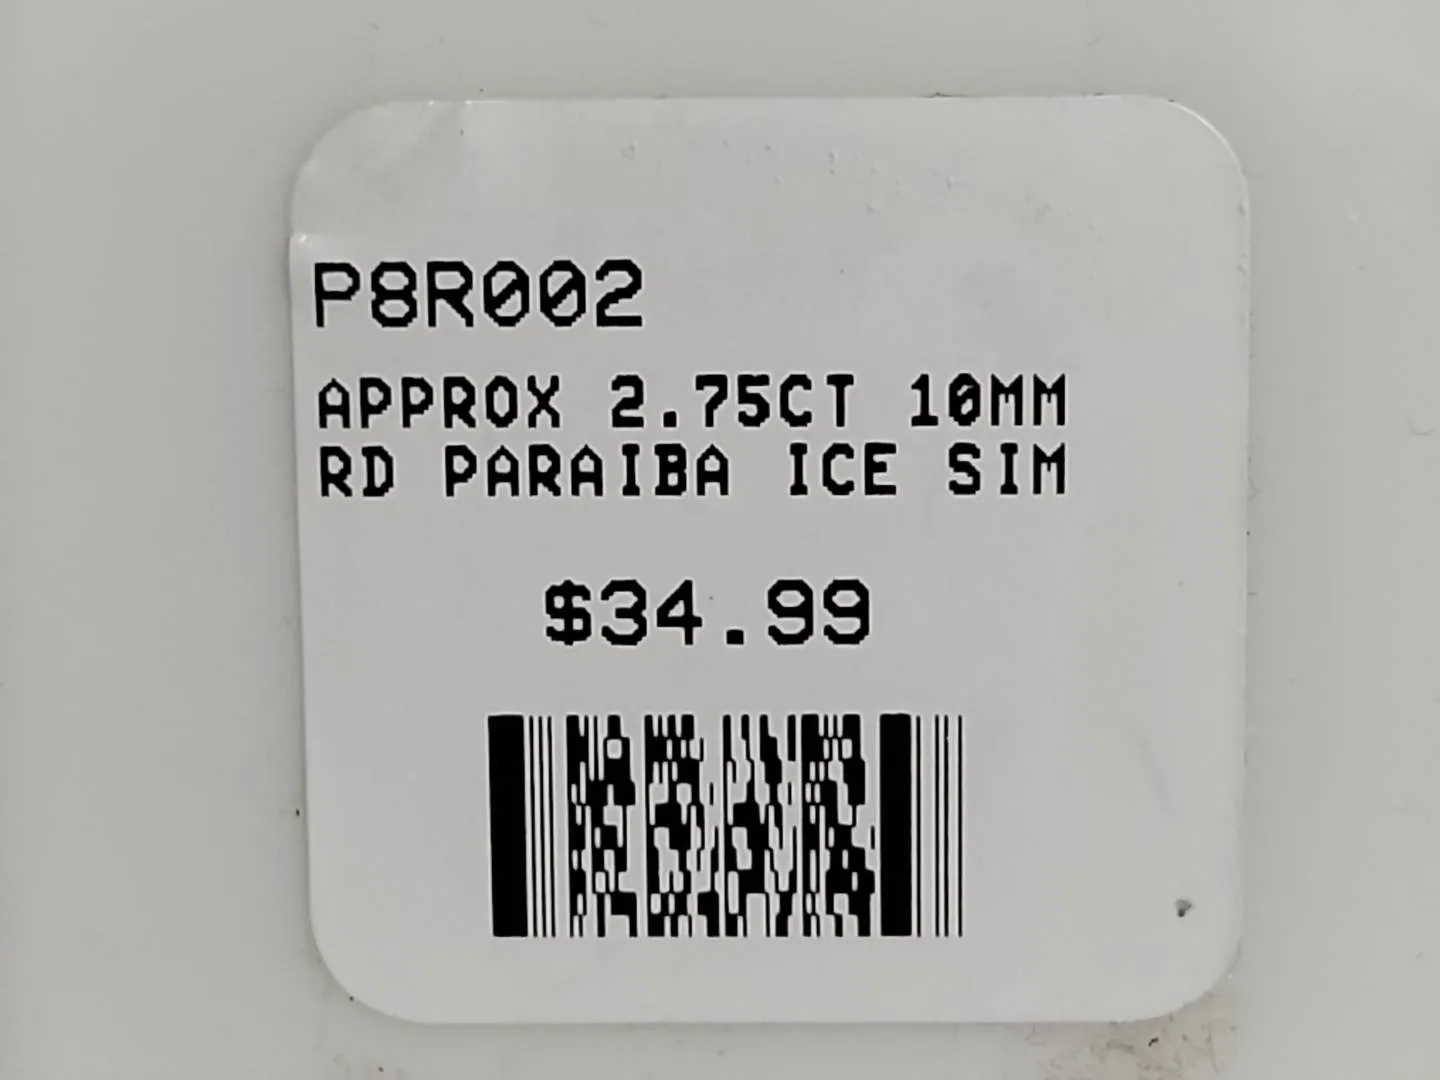 P8R002
APPROX 2.75CT 10MM
RD PARAIBA ICE SIM
$34.99